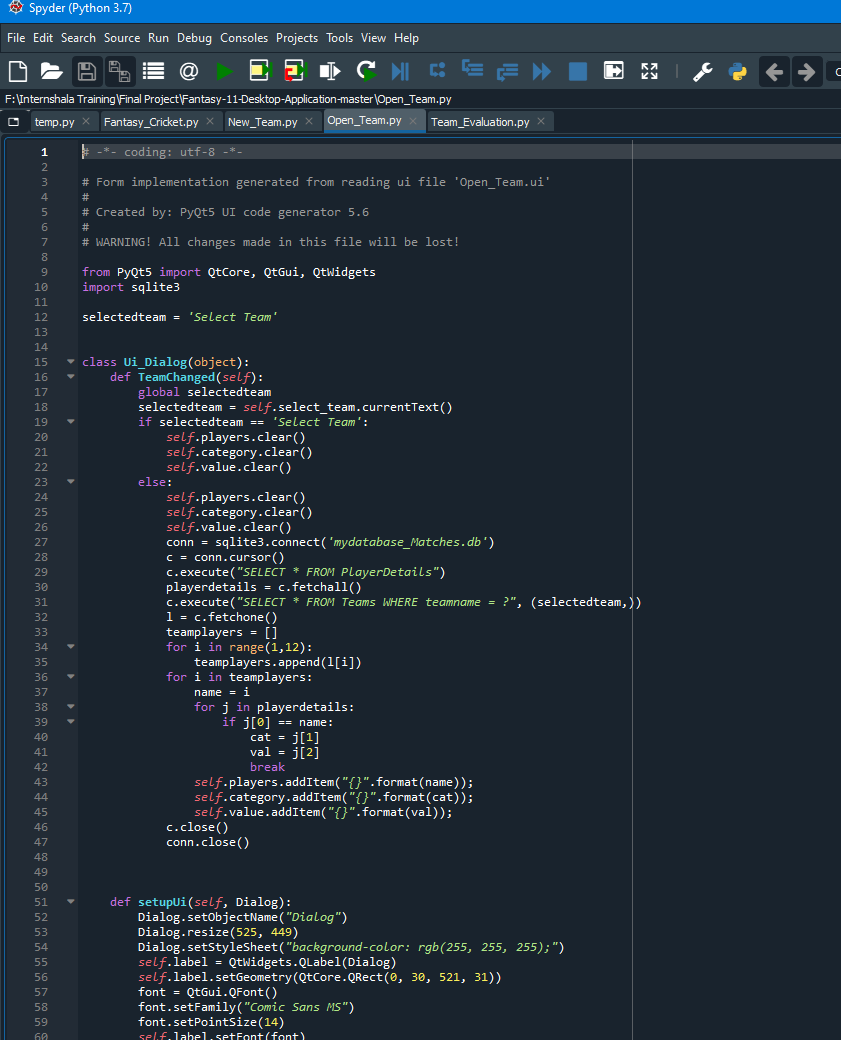 Spyder (Python 3.7)
File Edit Search Source Run Debug Consoles Projects Tools View Help
F:\Internshala Training\Final Project\Fantasy-11-Desktop-Application-master\Open_Team.py
temp.py Fantasy_Cricket.py New_Team.py Open_Team.py Team_Evaluation.py
1 # -*- coding: utf-8 -*-
2
3 # Form implementation generated from reading ui file 'Open_Team.ui'
4 #
5 # Created by: PyQt5 UI code generator 5.6
6 #
7 # WARNING! All changes made in this file will be lost!
8
9 from PyQt5 import QtCore, QtGui, QtWidgets
10 import sqlite3
11
12 selectedteam = 'Select Team'
13
14
15 class Ui_Dialog(object):
16     def TeamChanged(self):
17         global selectedteam
18         selectedteam = self.select_team.currentText()
19         if selectedteam == 'Select Team':
20             self.players.clear()
21             self.category.clear()
22             self.value.clear()
23         else:
24             self.players.clear()
25             self.category.clear()
26             self.value.clear()
27             conn = sqlite3.connect('mydatabase_Matches.db')
28             c = conn.cursor()
29             c.execute("SELECT * FROM PlayerDetails")
30             playerdetails = c.fetchall()
31             c.execute("SELECT * FROM Teams WHERE teamname = ?", (selectedteam,))
32             l = c.fetchone()
33             teamplayers = []
34             for i in range(1,12):
35                 teamplayers.append(l[i])
36             for i in teamplayers:
37                 name = i
38                 for j in playerdetails:
39                     if j[0] == name:
40                         cat = j[1]
41                         val = j[2]
42                         break
43                 self.players.addItem("{}".format(name));
44                 self.category.addItem("{}".format(cat));
45                 self.value.addItem("{}".format(val));
46             c.close()
47             conn.close()
48
49
50
51     def setupUi(self, Dialog):
52         Dialog.setObjectName("Dialog")
53         Dialog.resize(525, 449)
54         Dialog.setStyleSheet("background-color: rgb(255, 255, 255);")
55         self.label = QtWidgets.QLabel(Dialog)
56         self.label.setGeometry(QtCore.QRect(0, 30, 521, 31))
57         font = QtGui.QFont()
58         font.setFamily("Comic Sans MS")
59         font.setPointSize(14)
60         self.label.setFont(font)